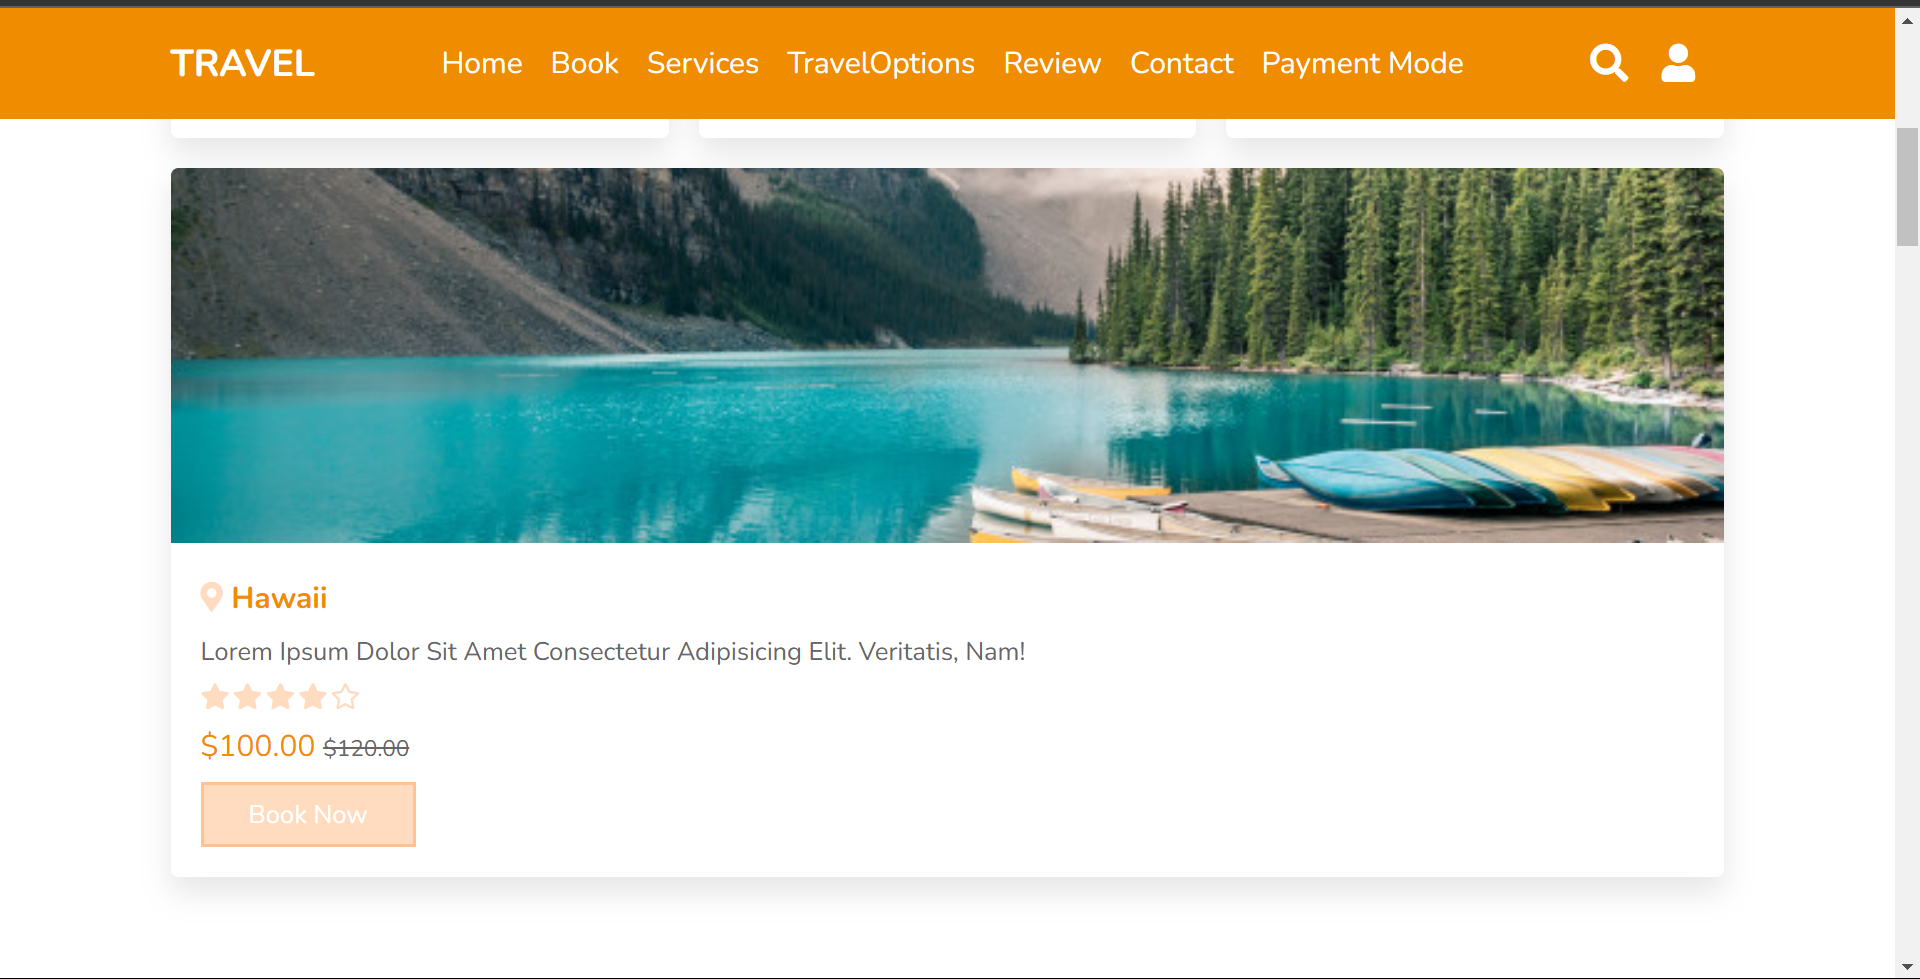 TRAVEL Home Book Services TravelOptions Review Contact Payment Mode
Hawaii
Lorem Ipsum Dolor Sit Amet Consectetur Adipisicing Elit. Veritatis, Nam!
$100.00 $120.00
Book Now